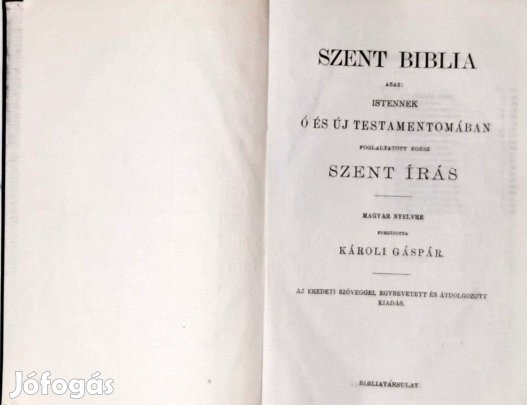 SZENT BIBLIA
AZAZ:
ISTENNEK
Ó ÉS ÚJ TESTAMENTOMÁBAN
FOGLALTATOTT EGÉSZ
SZENT ÍRÁS
MAGYAR NYELVRE
FORDÍTOTTA
KÁROLI GÁSPÁR.
AZ EREDETI SZÖVEGGEL EGYBEVETETT ÉS ÁTDOLGOZOTT
KIADÁS.
BIBLIATÁRSULAT
Jófogás